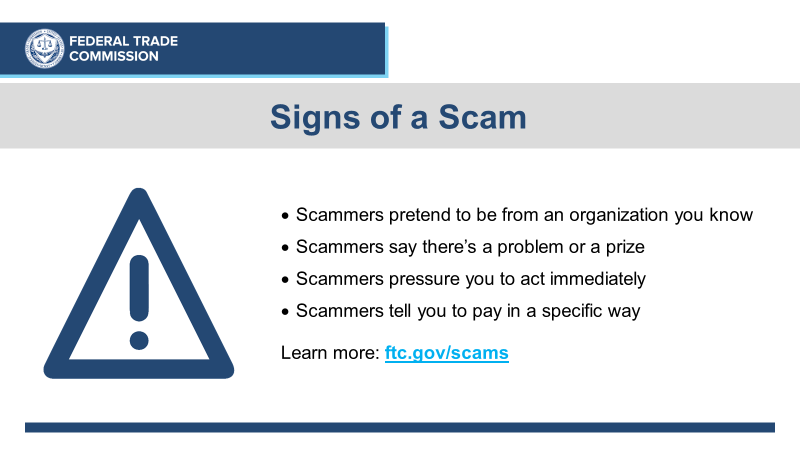 FEDERAL TRADE
COMMISSION
Signs of a Scam
• Scammers pretend to be from an organization you know
• Scammers say there’s a problem or a prize
• Scammers pressure you to act immediately
• Scammers tell you to pay in a specific way
Learn more: ftc.gov/scams